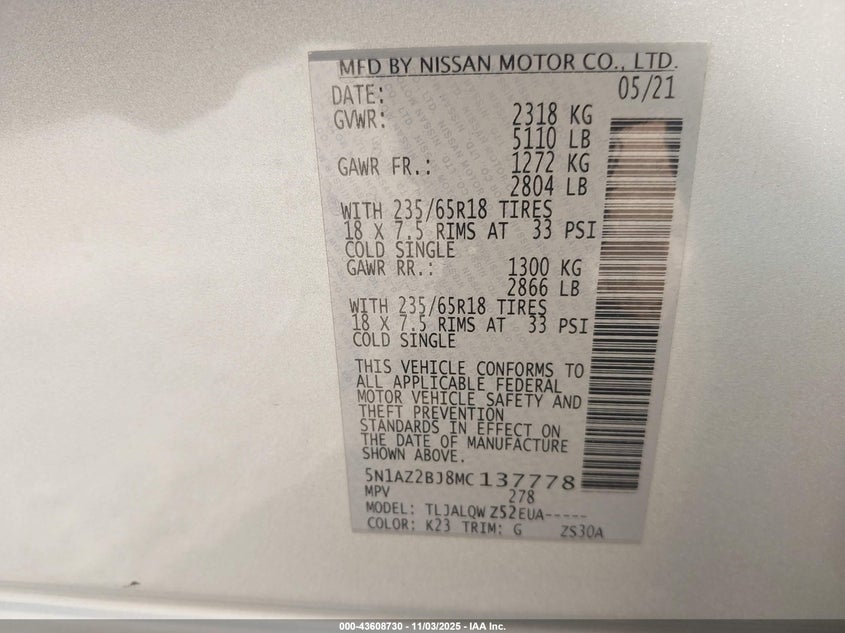 MFD BY NISSAN MOTOR CO., LTD.
DATE: 05/21
GVWR: 2318 KG
5110 LB
GAWR FR.: 1272 KG
2804 LB
WITH 235/65R18 TIRES
18 X 7.5 RIMS AT 33 PSI
COLD SINGLE
GAWR RR.: 1300 KG
2866 LB
WITH 235/65R18 TIRES
18 X 7.5 RIMS AT 33 PSI
COLD SINGLE
THIS VEHICLE CONFORMS TO
ALL APPLICABLE FEDERAL
MOTOR VEHICLE SAFETY AND
THEFT PREVENTION
STANDARDS IN EFFECT ON
THE DATE OF MANUFACTURE
SHOWN ABOVE.
5N1AZ2BJ8MC137778
MPV 278
MODEL: TLJALQW Z52EUA-----
COLOR: K23 TRIM: G ZS30A
000-43608730 - 11/03/2025 - IAA Inc.